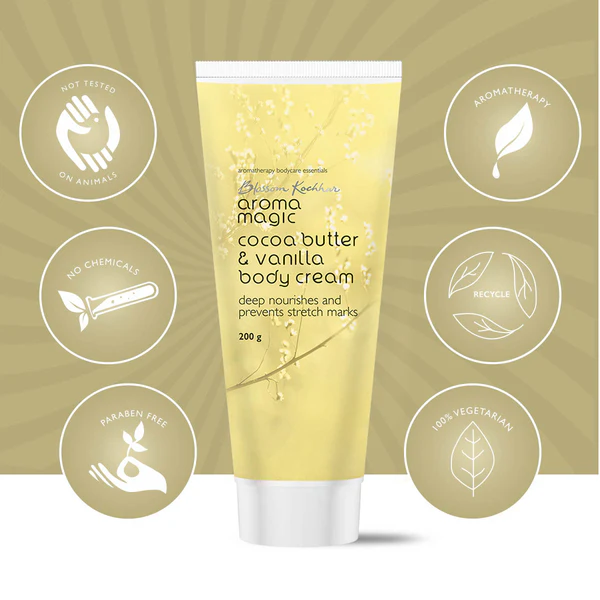 NOT TESTED
ON ANIMALS
AROMATHERAPY
NO CHEMICALS
RECYCLE
PARABEN FREE
100% VEGETARIAN
aromatherapy bodycare essentials
Blossom Kochhar
aroma
magic
cocoa butter
& vanilla
body cream
deep nourishes and
prevents stretch marks
200 g